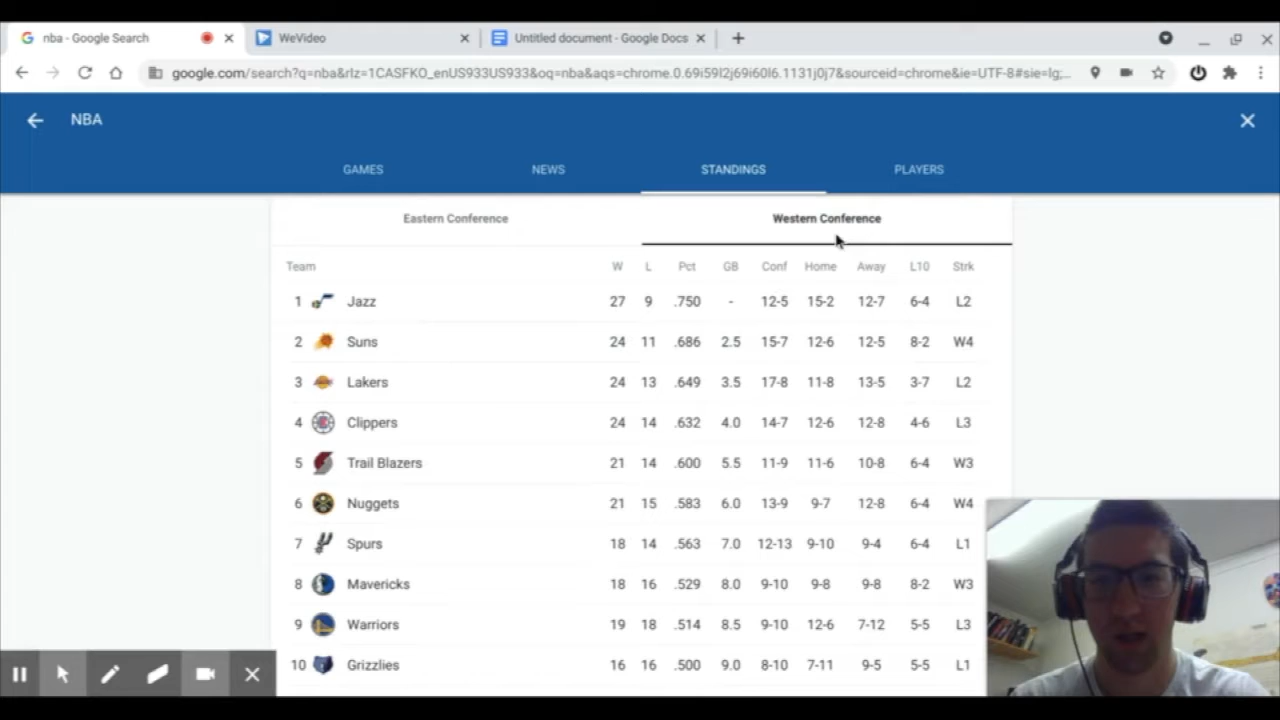 nba - Google Search WeVideo Untitled document - Google Docs
google.com/search?q=nba&rlz=1CASFKO_enUS933US933&oq=nba&aqs=chrome.0.69i59l2j69i60l6.1131j0j7&sourceid=chrome&ie=UTF-8#sie=lg;...
NBA
GAMES NEWS STANDINGS PLAYERS
Eastern Conference Western Conference
Team W L Pct GB Conf Home Away L10 Strk
1 Jazz 27 9 .750 - 12-5 15-2 12-7 6-4 L2
2 Suns 24 11 .686 2.5 15-7 12-6 12-5 8-2 W4
3 Lakers 24 13 .649 3.5 17-8 11-8 13-5 3-7 L2
4 Clippers 24 14 .632 4.0 14-7 12-6 12-8 4-6 L3
5 Trail Blazers 21 14 .600 5.5 11-9 11-6 10-8 6-4 W3
6 Nuggets 21 15 .583 6.0 13-9 9-7 12-8 6-4 W4
7 Spurs 18 14 .563 7.0 12-13 9-10 9-4 6-4 L1
8 Mavericks 18 16 .529 8.0 9-10 9-8 9-8 8-2 W3
9 Warriors 19 18 .514 8.5 9-10 12-6 7-12 5-5 L3
10 Grizzlies 16 16 .500 9.0 8-10 7-11 9-5 5-5 L1